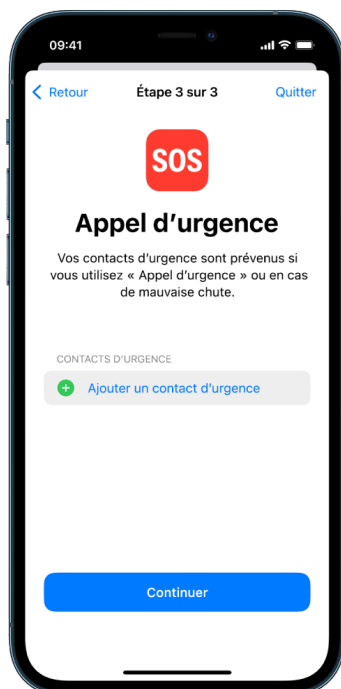 09:41
Retour
Étape 3 sur 3
Quitter
SOS
Appel d’urgence
Vos contacts d’urgence sont prévenus si
vous utilisez « Appel d’urgence » ou en cas
de mauvaise chute.
CONTACTS D’URGENCE
Ajouter un contact d’urgence
Continuer